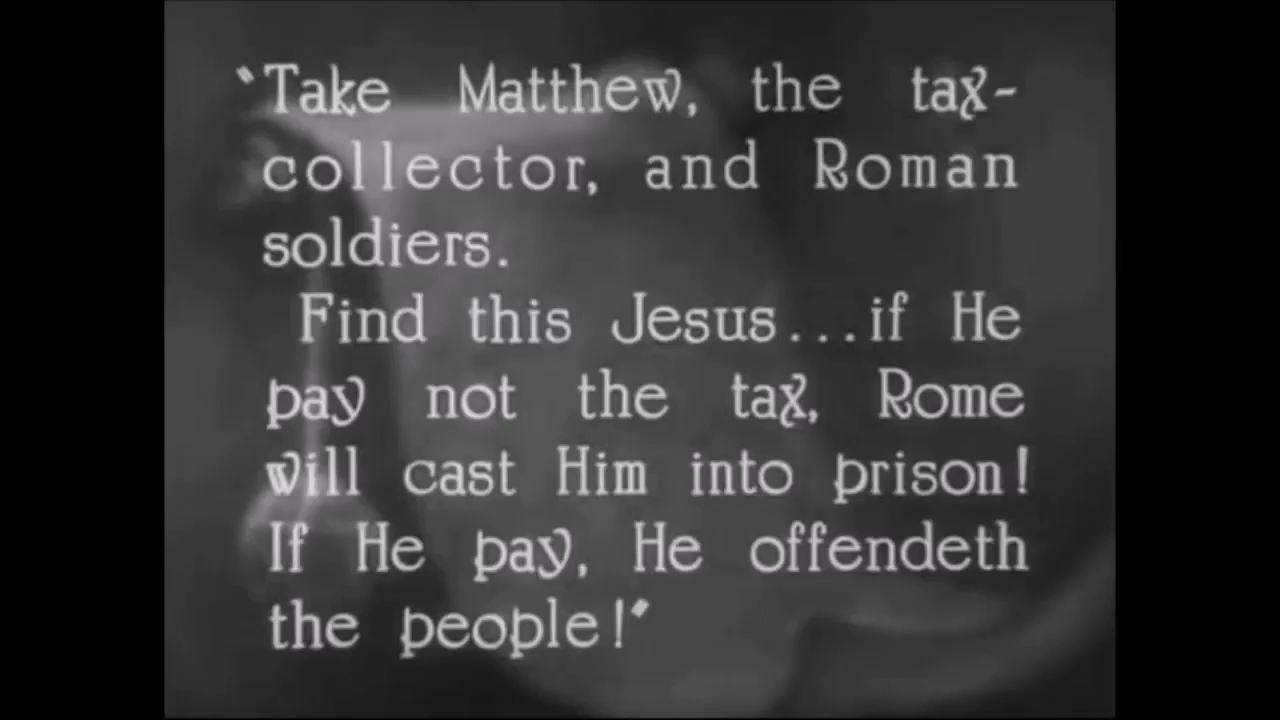 "Take Matthew, the tax-
collector, and Roman
soldiers.
Find this Jesus...if He
pay not the tax, Rome
will cast Him into prison!
If He pay, He offendeth
the people!"